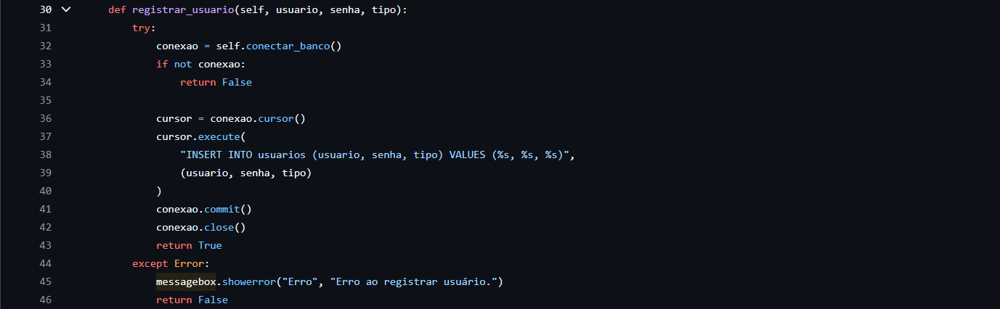 30 def registrar_usuario(self, usuario, senha, tipo):
31 try:
32 conexao = self.conectar_banco()
33 if not conexao:
34 return False
35
36 cursor = conexao.cursor()
37 cursor.execute(
38 "INSERT INTO usuarios (usuario, senha, tipo) VALUES (%s, %s, %s)",
39 (usuario, senha, tipo)
40 )
41 conexao.commit()
42 conexao.close()
43 return True
44 except Error:
45 messagebox.showerror("Erro", "Erro ao registrar usuário.")
46 return False